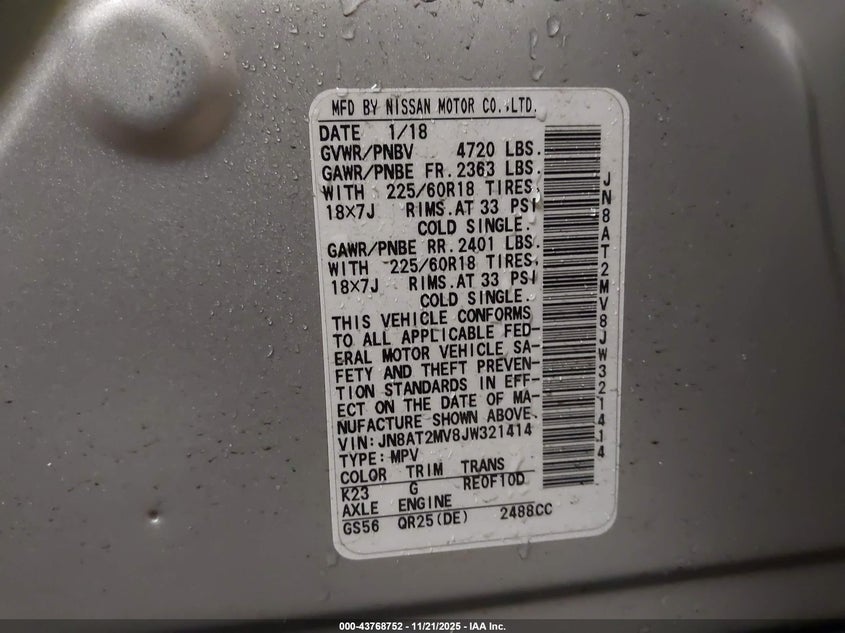 MFD BY NISSAN MOTOR CO.,LTD.
DATE 1/18
GVWR/PNBV 4720 LBS.
GAWR/PNBE FR. 2363 LBS.
WITH 225/60R18 TIRES,
18×7J RIMS. AT 33 PSI
COLD SINGLE.
GAWR/PNBE RR. 2401 LBS.
WITH 225/60R18 TIRES,
18×7J RIMS. AT 33 PSI
COLD SINGLE.
THIS VEHICLE CONFORMS
TO ALL APPLICABLE FED-
ERAL MOTOR VEHICLE SA-
FETY AND THEFT PREVEN-
TION STANDARDS IN EFF-
ECT ON THE DATE OF MA-
NUFACTURE SHOWN ABOVE.
VIN: JN8AT2MV8JW321414
TYPE: MPV
COLOR TRIM TRANS
K23 G RE0F10D
AXLE ENGINE
GS56 QR25(DE) 2488CC
JN8AT2MV8JW321414
000-43768752 - 11/21/2025 - IAA Inc.